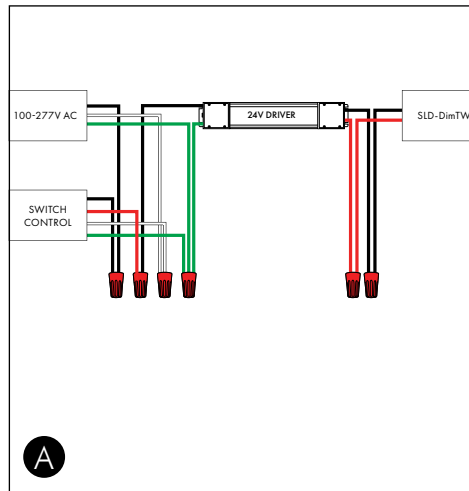 100-277V AC
24V DRIVER
SLD-DimTW
SWITCH
CONTROL
A